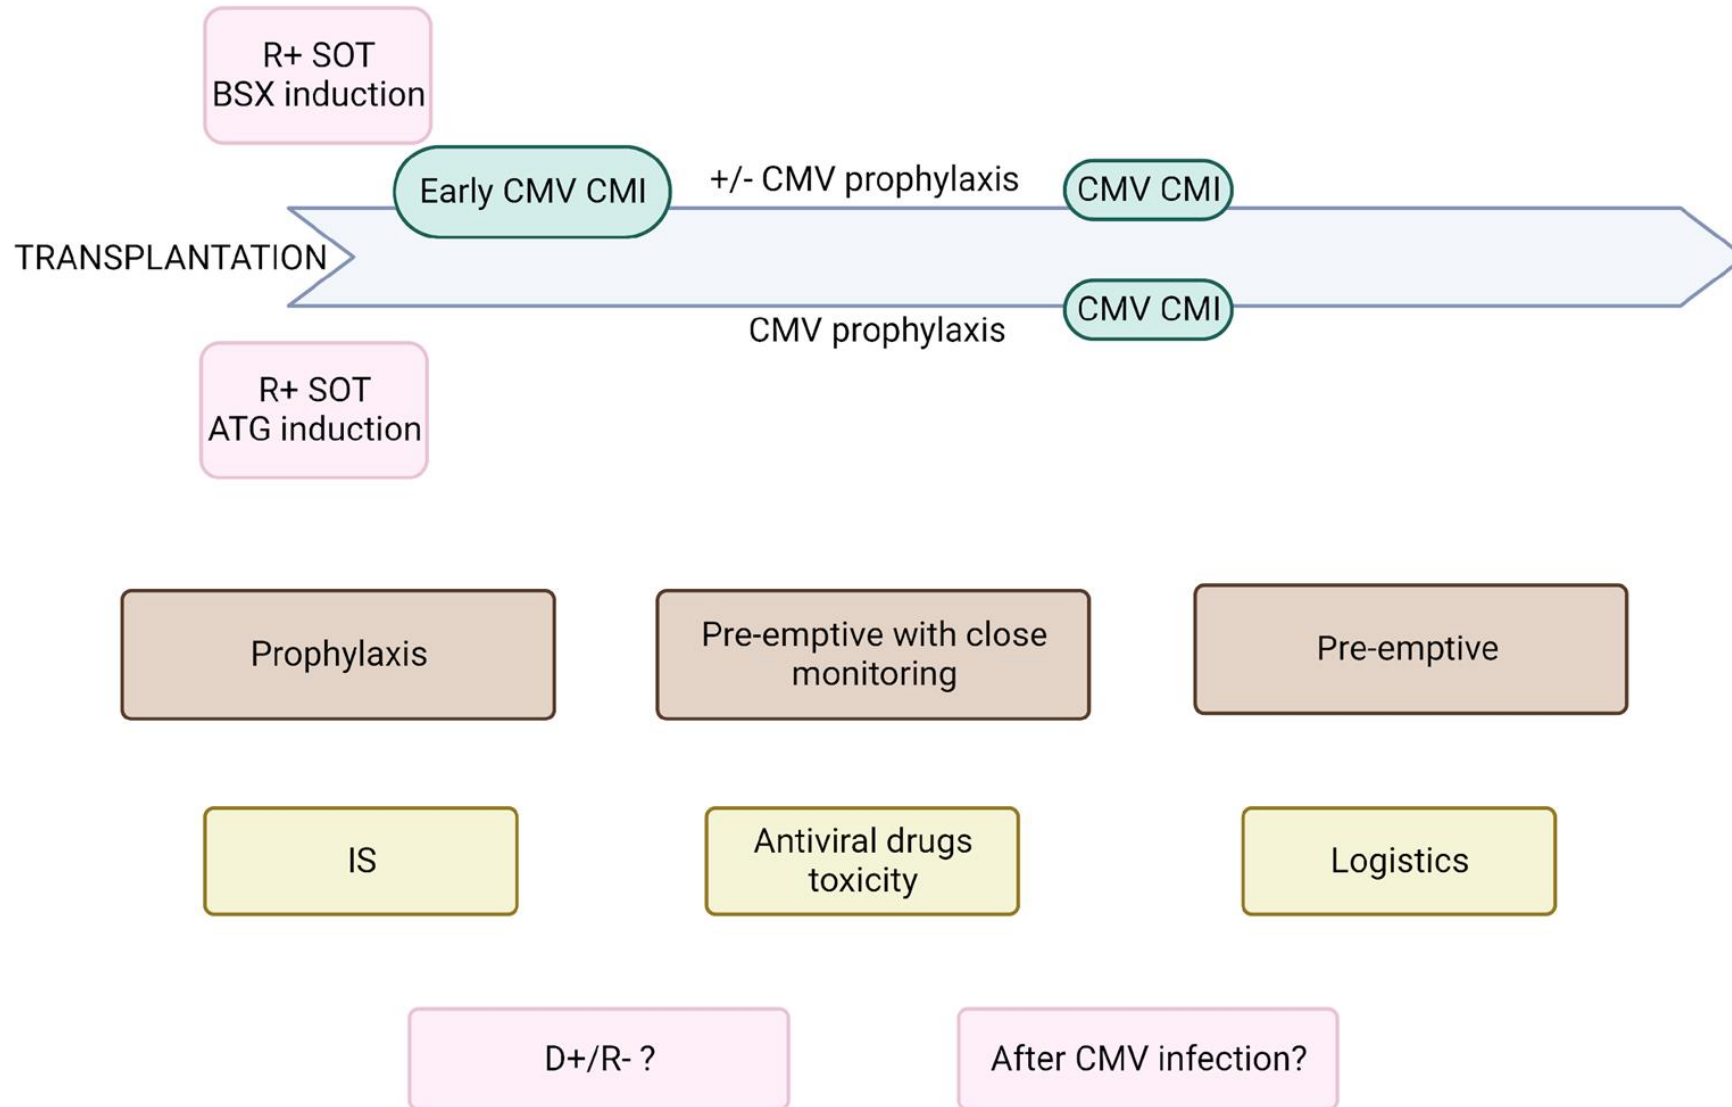 R+ SOT
BSX induction
Early CMV CMI
+/- CMV prophylaxis
CMV CMI
TRANSPLANTATION
CMV prophylaxis
CMV CMI
R+ SOT
ATG induction
Prophylaxis
Pre-emptive with close
monitoring
Pre-emptive
IS
Antiviral drugs
toxicity
Logistics
D+/R- ?
After CMV infection?